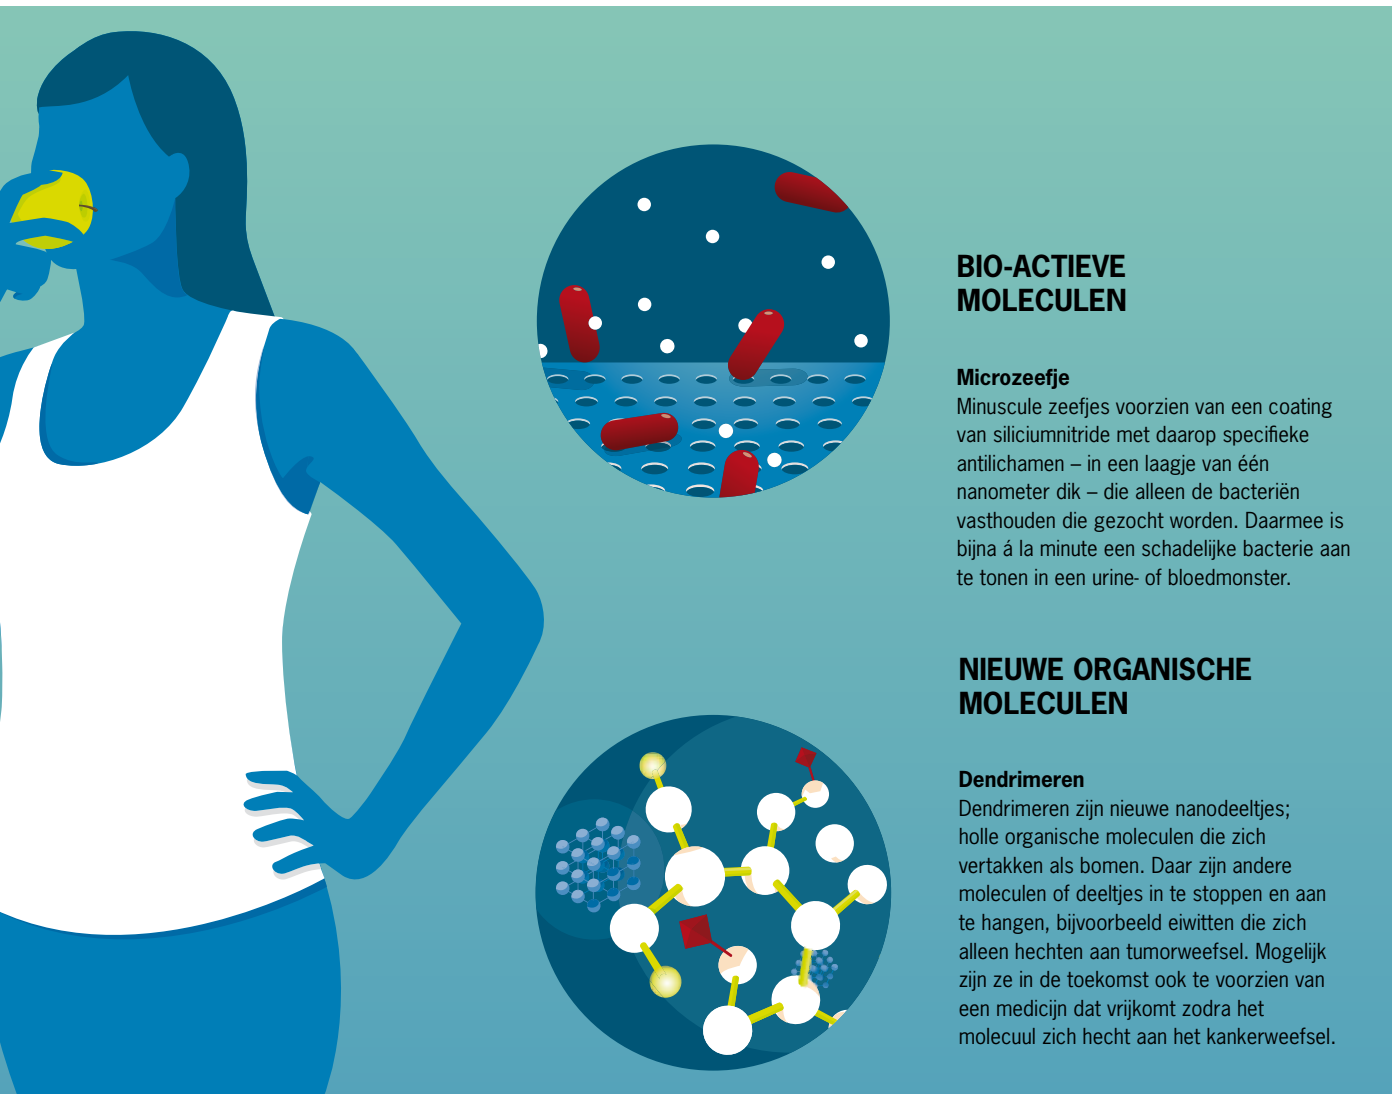 BIO-ACTIEVE
MOLECULEN
Microzeefje
Minuscule zeefjes voorzien van een coating
van siliciumnitride met daarop specifieke
antilichamen – in een laagje van één
nanometer dik – die alleen de bacteriën
vasthouden die gezocht worden. Daarmee is
bijna á la minute een schadelijke bacterie aan
te tonen in een urine- of bloedmonster.
NIEUWE ORGANISCHE
MOLECULEN
Dendrimeren
Dendrimeren zijn nieuwe nanodeeltjes;
holle organische moleculen die zich
vertakken als bomen. Daar zijn andere
moleculen of deeltjes in te stoppen en aan
te hangen, bijvoorbeeld eiwitten die zich
alleen hechten aan tumorweefsel. Mogelijk
zijn ze in de toekomst ook te voorzien van
een medicijn dat vrijkomt zodra het
molecuul zich hecht aan het kankerweefsel.